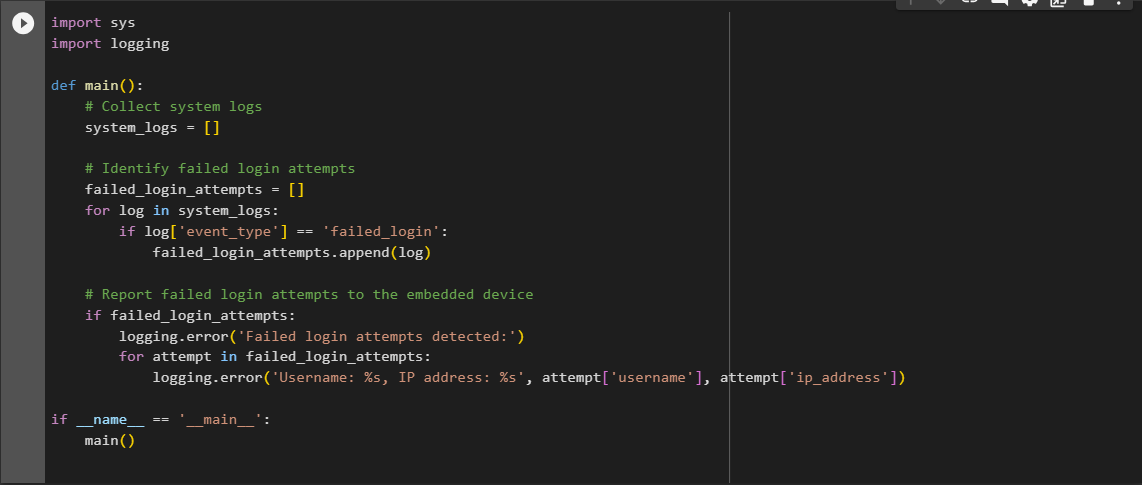 import sys
import logging

def main():
    # Collect system logs
    system_logs = []

    # Identify failed login attempts
    failed_login_attempts = []
    for log in system_logs:
        if log['event_type'] == 'failed_login':
            failed_login_attempts.append(log)

    # Report failed login attempts to the embedded device
    if failed_login_attempts:
        logging.error('Failed login attempts detected:')
        for attempt in failed_login_attempts:
            logging.error('Username: %s, IP address: %s', attempt['username'], attempt['ip_address'])

if __name__ == '__main__':
    main()